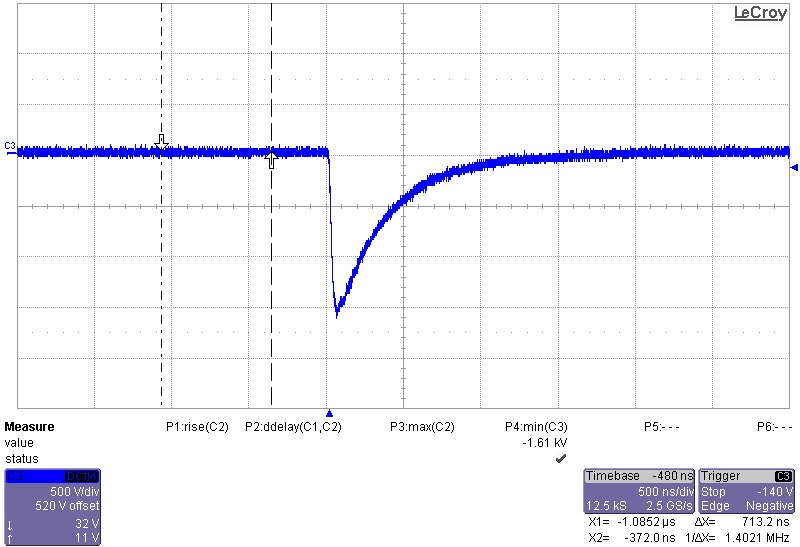 LeCroy
C3
Measure P1:rise(C2) P2:ddelay(C1,C2) P3:max(C2) P4:min(C3) P5:- - - P6:- - -
value -1.61 kV
status
C3 DC1M
500 V/div
520 V offset
32 V
11 V
Timebase -480 ns
500 ns/div
12.5 kS 2.5 GS/s
Trigger C3
Stop -140 V
Edge Negative
X1= -1.0852 µs ΔX= 713.2 ns
X2= -372.0 ns 1/ΔX= 1.4021 MHz